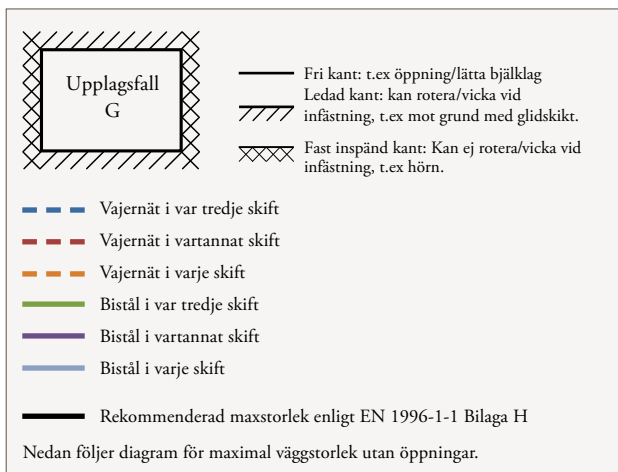 Upplagsfall
G
Fri kant: t.ex öppning/lätta bjälklag
Ledad kant: kan rotera/vicka vid
infästning, t.ex mot grund med glidskikt.
Fast inspänd kant: Kan ej rotera/vicka vid
infästning, t.ex hörn.
Vajernät i var tredje skift
Vajernät i vartannat skift
Vajernät i varje skift
Bistål i var tredje skift
Bistål i vartannat skift
Bistål i varje skift
Rekommenderad maxstorlek enligt EN 1996-1-1 Bilaga H
Nedan följer diagram för maximal väggstorlek utan öppningar.